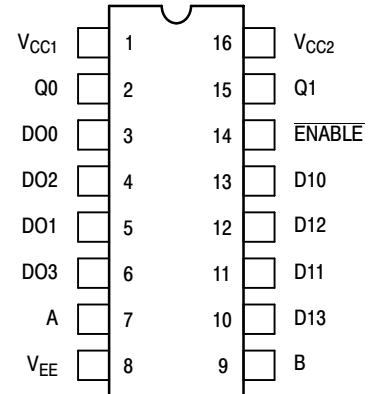 VCC1 1 16 VCC2
Q0 2 15 Q1
DO0 3 14 ENABLE
DO2 4 13 D10
DO1 5 12 D12
DO3 6 11 D11
A 7 10 D13
VEE 8 9 B